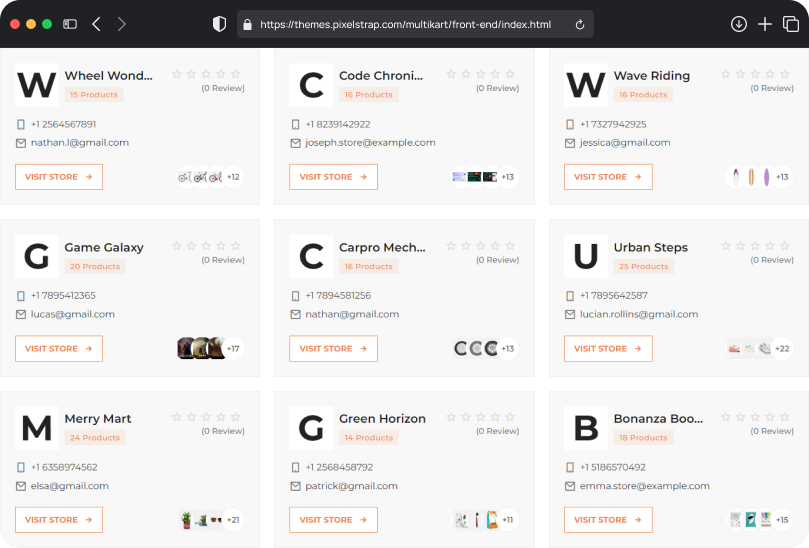 https://themes.pixelstrap.com/multikart/front-end/index.html
W Wheel Wond...
(0 Review)
15 Products
+1 2564567891
nathan.l@gmail.com
VISIT STORE → +12
C Code Chroni...
(0 Review)
16 Products
+1 8239142922
joseph.store@example.com
VISIT STORE → +13
W Wave Riding
(0 Review)
16 Products
+1 7327942925
jessica@gmail.com
VISIT STORE → +13
G Game Galaxy
(0 Review)
20 Products
+1 7895412365
lucas@gmail.com
VISIT STORE → +17
C Carpro Mech...
(0 Review)
16 Products
+1 7894581256
nathan@gmail.com
VISIT STORE → +13
U Urban Steps
(0 Review)
25 Products
+1 7895642587
lucian.rollins@gmail.com
VISIT STORE → +22
M Merry Mart
(0 Review)
24 Products
+1 6358974562
elsa@gmail.com
VISIT STORE → +21
G Green Horizon
(0 Review)
14 Products
+1 2568458792
patrick@gmail.com
VISIT STORE → +11
B Bonanza Boo...
(0 Review)
18 Products
+1 5186570492
emma.store@example.com
VISIT STORE → +15